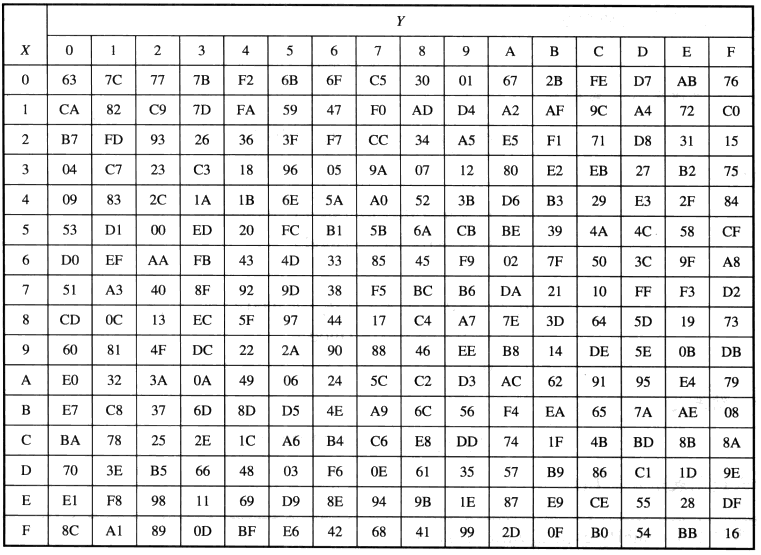 Y
X 0 1 2 3 4 5 6 7 8 9 A B C D E F
0 63 7C 77 7B F2 6B 6F C5 30 01 67 2B FE D7 AB 76
1 CA 82 C9 7D FA 59 47 F0 AD D4 A2 AF 9C A4 72 C0
2 B7 FD 93 26 36 3F F7 CC 34 A5 E5 F1 71 D8 31 15
3 04 C7 23 C3 18 96 05 9A 07 12 80 E2 EB 27 B2 75
4 09 83 2C 1A 1B 6E 5A A0 52 3B D6 B3 29 E3 2F 84
5 53 D1 00 ED 20 FC B1 5B 6A CB BE 39 4A 4C 58 CF
6 D0 EF AA FB 43 4D 33 85 45 F9 02 7F 50 3C 9F A8
7 51 A3 40 8F 92 9D 38 F5 BC B6 DA 21 10 FF F3 D2
8 CD 0C 13 EC 5F 97 44 17 C4 A7 7E 3D 64 5D 19 73
9 60 81 4F DC 22 2A 90 88 46 EE B8 14 DE 5E 0B DB
A E0 32 3A 0A 49 06 24 5C C2 D3 AC 62 91 95 E4 79
B E7 C8 37 6D 8D D5 4E A9 6C 56 F4 EA 65 7A AE 08
C BA 78 25 2E 1C A6 B4 C6 E8 DD 74 1F 4B BD 8B 8A
D 70 3E B5 66 48 03 F6 0E 61 35 57 B9 86 C1 1D 9E
E E1 F8 98 11 69 D9 8E 94 9B 1E 87 E9 CE 55 28 DF
F 8C A1 89 0D BF E6 42 68 41 99 2D 0F B0 54 BB 16